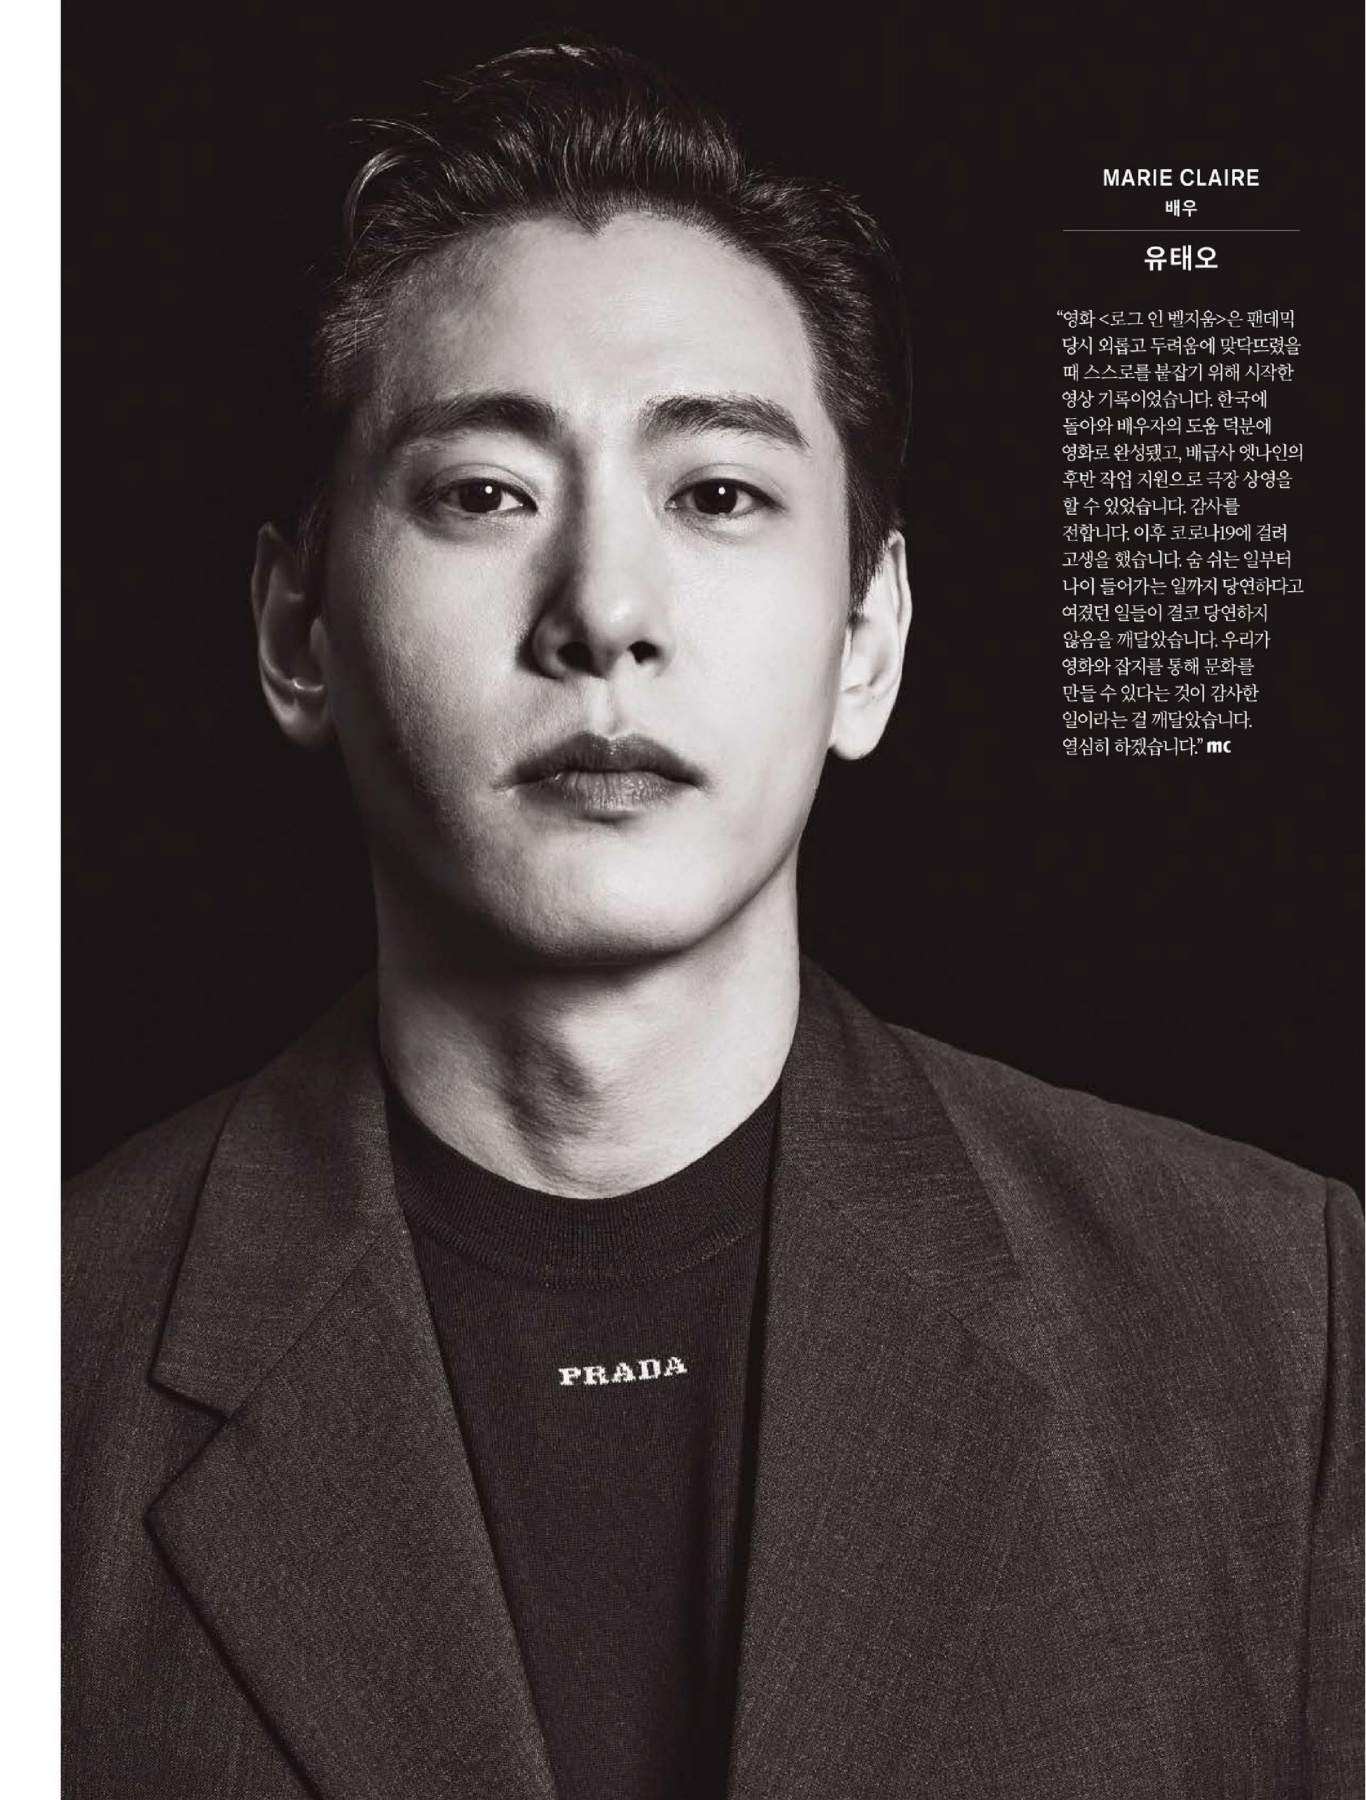 MARIE CLAIRE
배우
유태오
“영화 <로그 인 벨지움>은 팬데믹
당시 외롭고 두려움에 맞닥뜨렸을
때 스스로를 붙잡기 위해 시작한
영상 기록이었습니다. 한국에
돌아와 배우자의 도움 덕분에
영화로 완성됐고, 배급사 엣나인의
후반 작업 지원으로 극장 상영을
할 수 있었습니다. 감사를
전합니다. 이후 코로나19에 걸려
고생을 했습니다. 숨 쉬는 일부터
나이 들어가는 일까지 당연하다고
여겼던 일들이 결코 당연하지
않음을 깨달았습니다. 우리가
영화와 잡지를 통해 문화를
만들 수 있다는 것이 감사한
일이라는 걸 깨달았습니다.
열심히 하겠습니다.” mc
PRADA